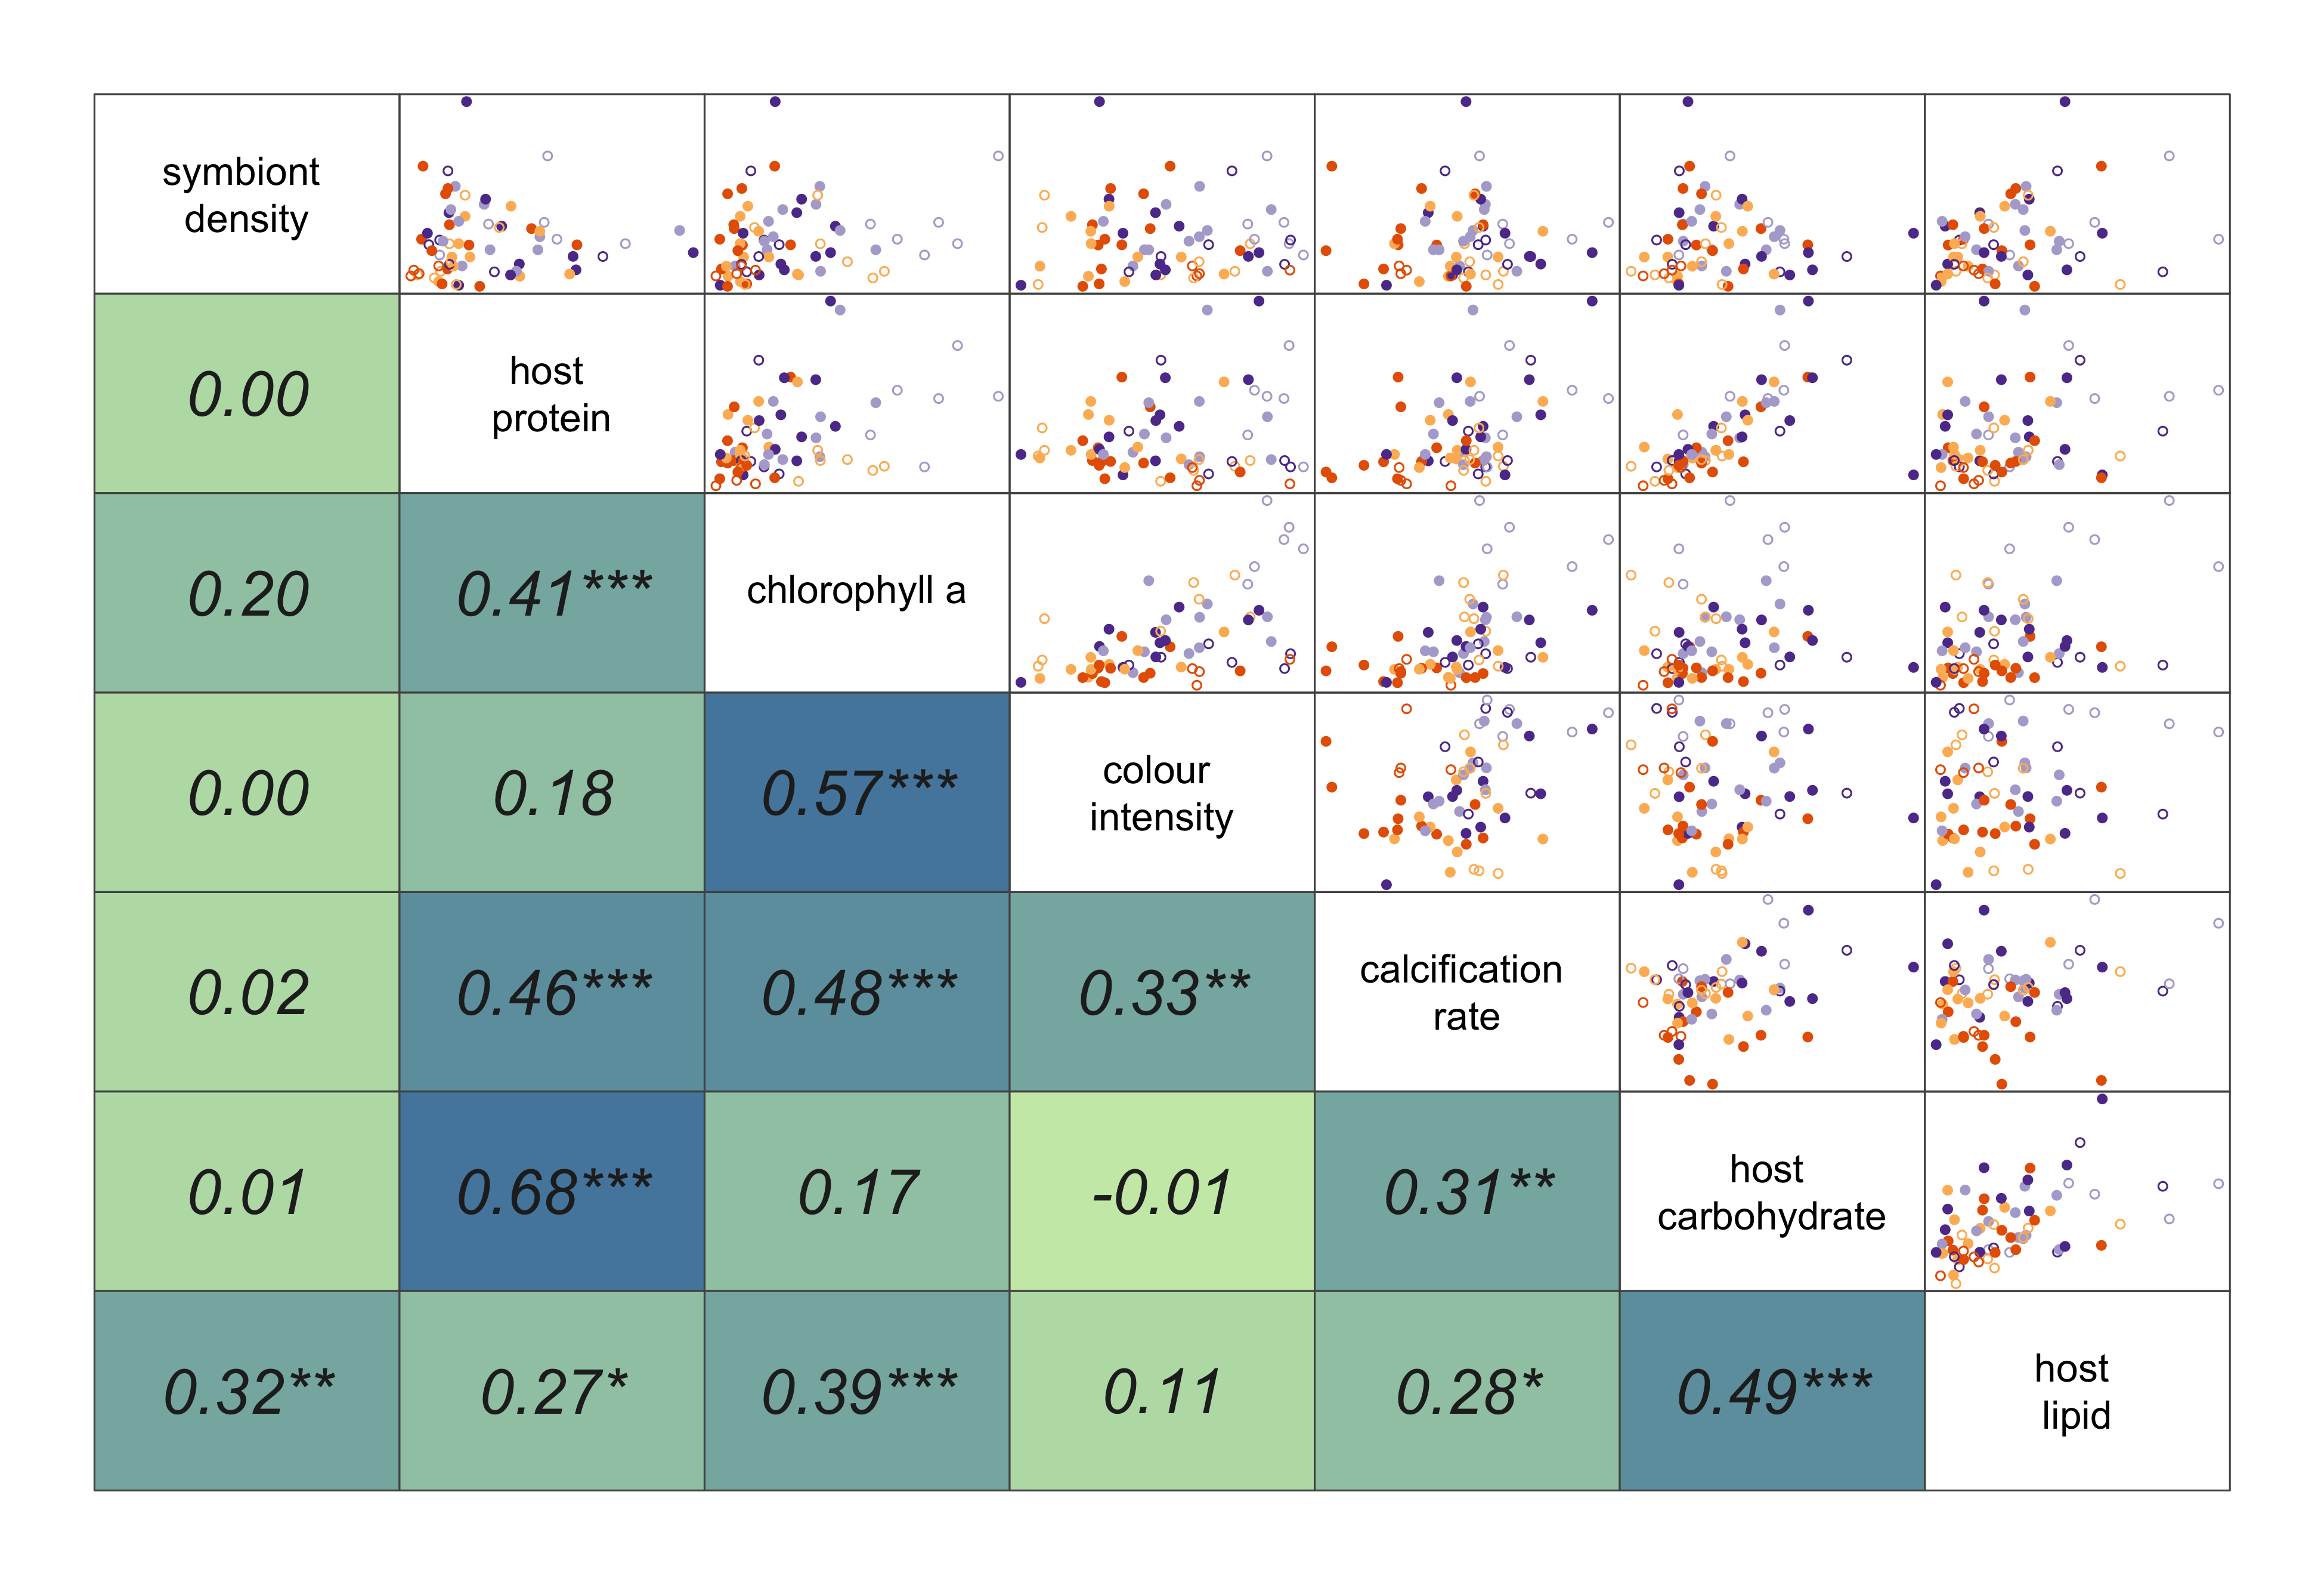 symbiont
density
0.00
host
protein
0.20
0.41***
chlorophyll a
0.00
0.18
0.57***
colour
intensity
0.02
0.46***
0.48***
0.33**
calcification
rate
0.01
0.68***
0.17
-0.01
0.31**
host
carbohydrate
0.32**
0.27*
0.39***
0.11
0.28*
0.49***
host
lipid